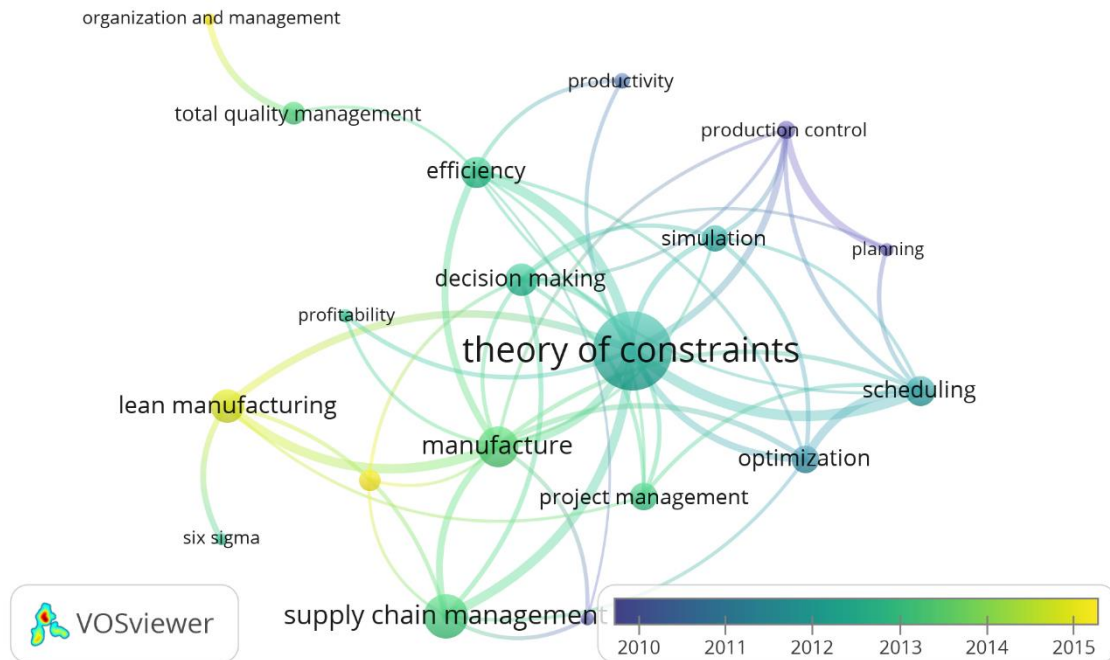 organization and management
productivity
total quality management
production control
efficiency
simulation
planning
decision making
profitability
theory of constraints
scheduling
lean manufacturing
manufacture
optimization
project management
six sigma
supply chain management
VOSviewer
2010 2011 2012 2013 2014 2015